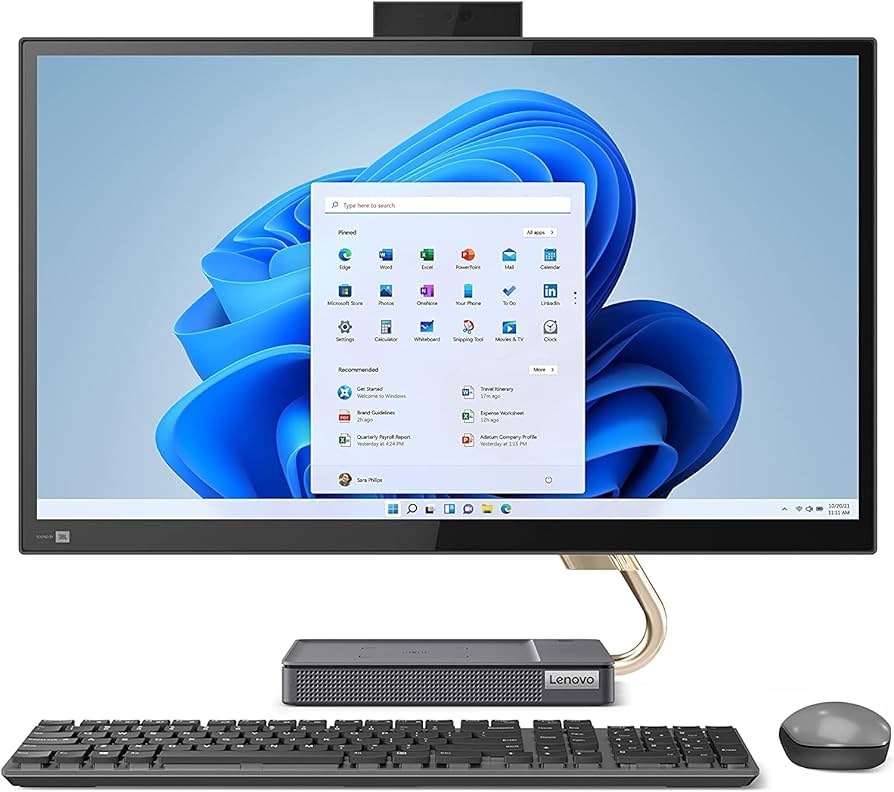 Type here to search
Pinned
All apps >
Edge
Word
Excel
PowerPoint
Mail
Calendar
Microsoft Store
Photos
OneNote
Your Phone
To Do
LinkedIn
Settings
Calculator
Whiteboard
Snipping Tool
Movies & TV
Clock
Recommended
More >
Get Started
Welcome to Windows
Travel Itinerary
17m ago
Brand Guidelines
2h ago
Expense Worksheet
12h ago
Quarterly Payroll Report
Yesterday at 4:24 PM
Adatum Company Profile
Yesterday at 1:15 PM
Sara Philips
10/20/21
11:11 AM
SOUND BY JBL
Lenovo